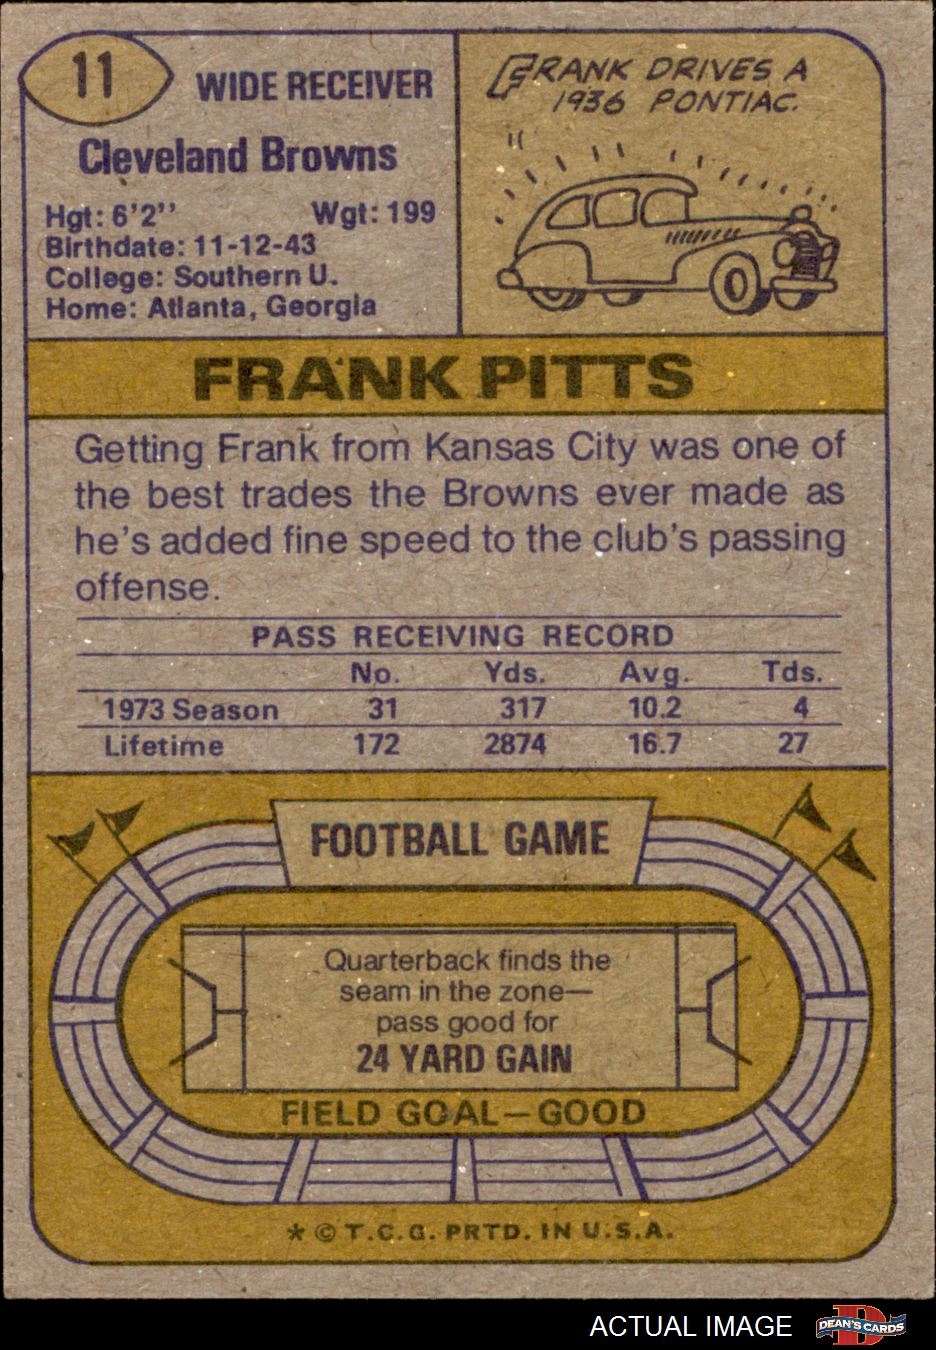 11
WIDE RECEIVER
Cleveland Browns
Hgt: 6'2'' Wgt: 199
Birthdate: 11-12-43
College: Southern U.
Home: Atlanta, Georgia
FRANK DRIVES A
1936 PONTIAC.
FRANK PITTS
Getting Frank from Kansas City was one of
the best trades the Browns ever made as
he's added fine speed to the club's passing
offense.
PASS RECEIVING RECORD
No. Yds. Avg. Tds.
1973 Season 31 317 10.2 4
Lifetime 172 2874 16.7 27
FOOTBALL GAME
Quarterback finds the
seam in the zone—
pass good for
24 YARD GAIN
FIELD GOAL—GOOD
* © T.C.G. PRTD. IN U.S.A.
ACTUAL IMAGE
DEAN'S CARDS